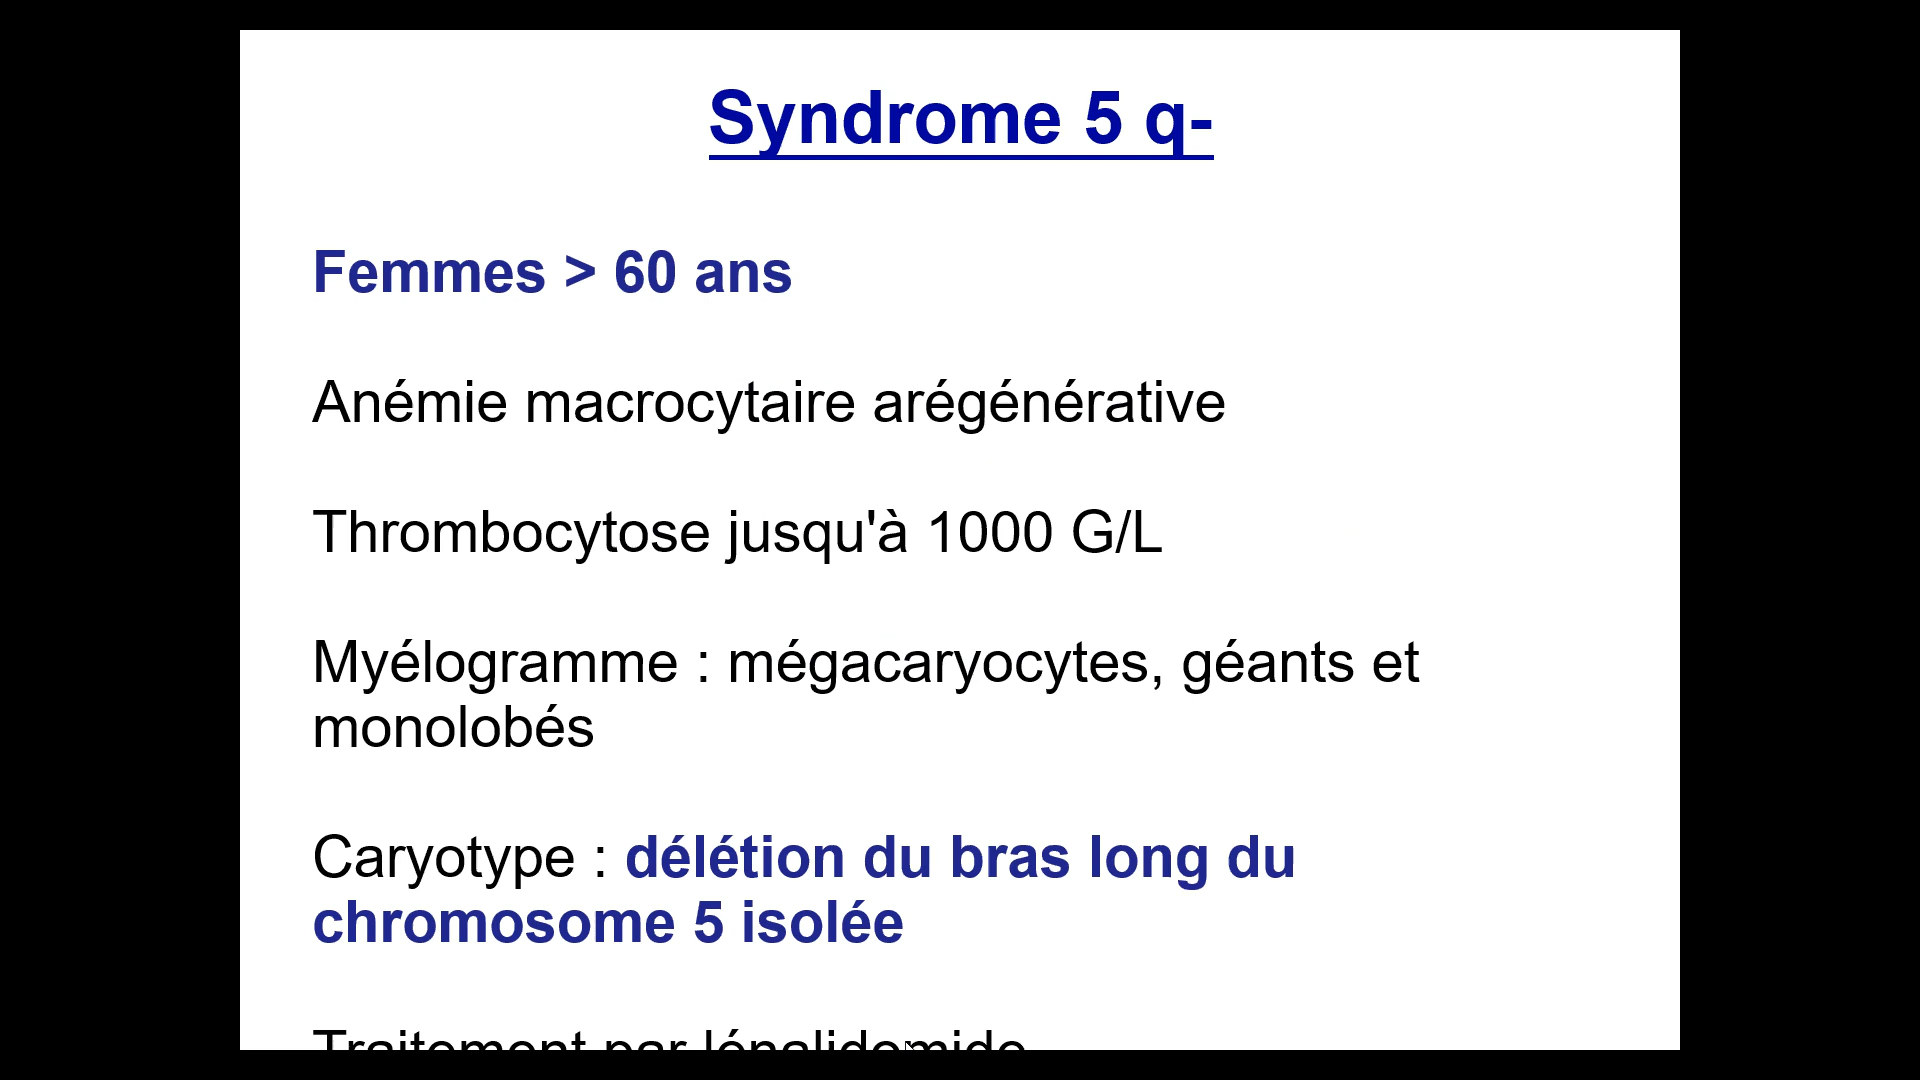 Syndrome 5 q-
Femmes > 60 ans
Anémie macrocytaire arégénérative
Thrombocytose jusqu'à 1000 G/L
Myélogramme : mégacaryocytes, géants et
monolobés
Caryotype : délétion du bras long du
chromosome 5 isolée
Traitement par lénalidomide